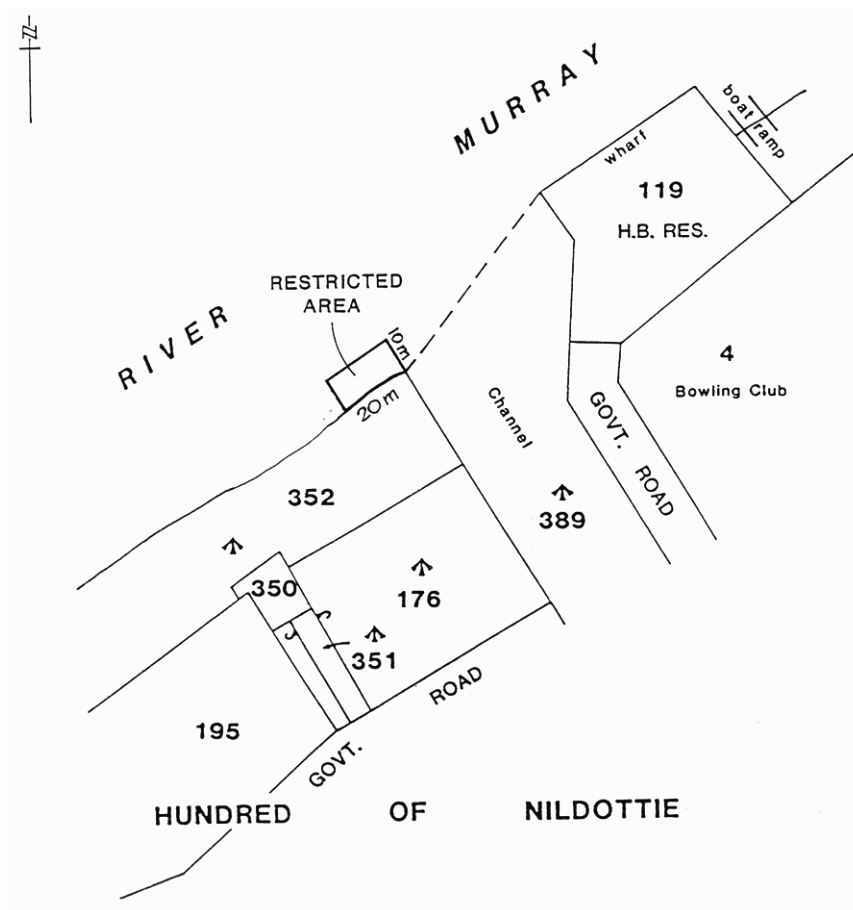 N
MURRAY
boat ramp
wharf
119
H.B. RES.
RESTRICTED
AREA
RIVER
10m
20m
4
Bowling Club
Channel
GOVT. ROAD
352
389
350
176
351
195
GOVT. ROAD
HUNDRED OF NILDOTTIE